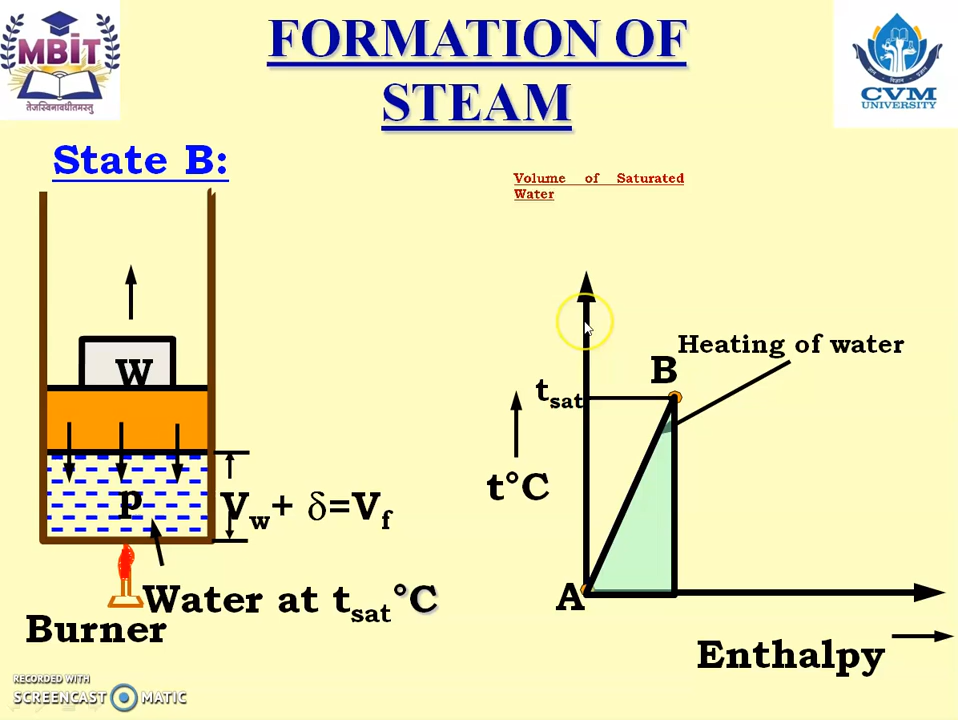 MBiT
तेजस्विनावधीतमस्तु
FORMATION OF
STEAM
CVM
UNIVERSITY
State B:
Volume of Saturated
Water
W
p
Vw+ δ=Vf
Water at tsat°C
Burner
Heating of water
B
tsat
t°C
A
Enthalpy
RECORDED WITH
SCREENCAST MATIC